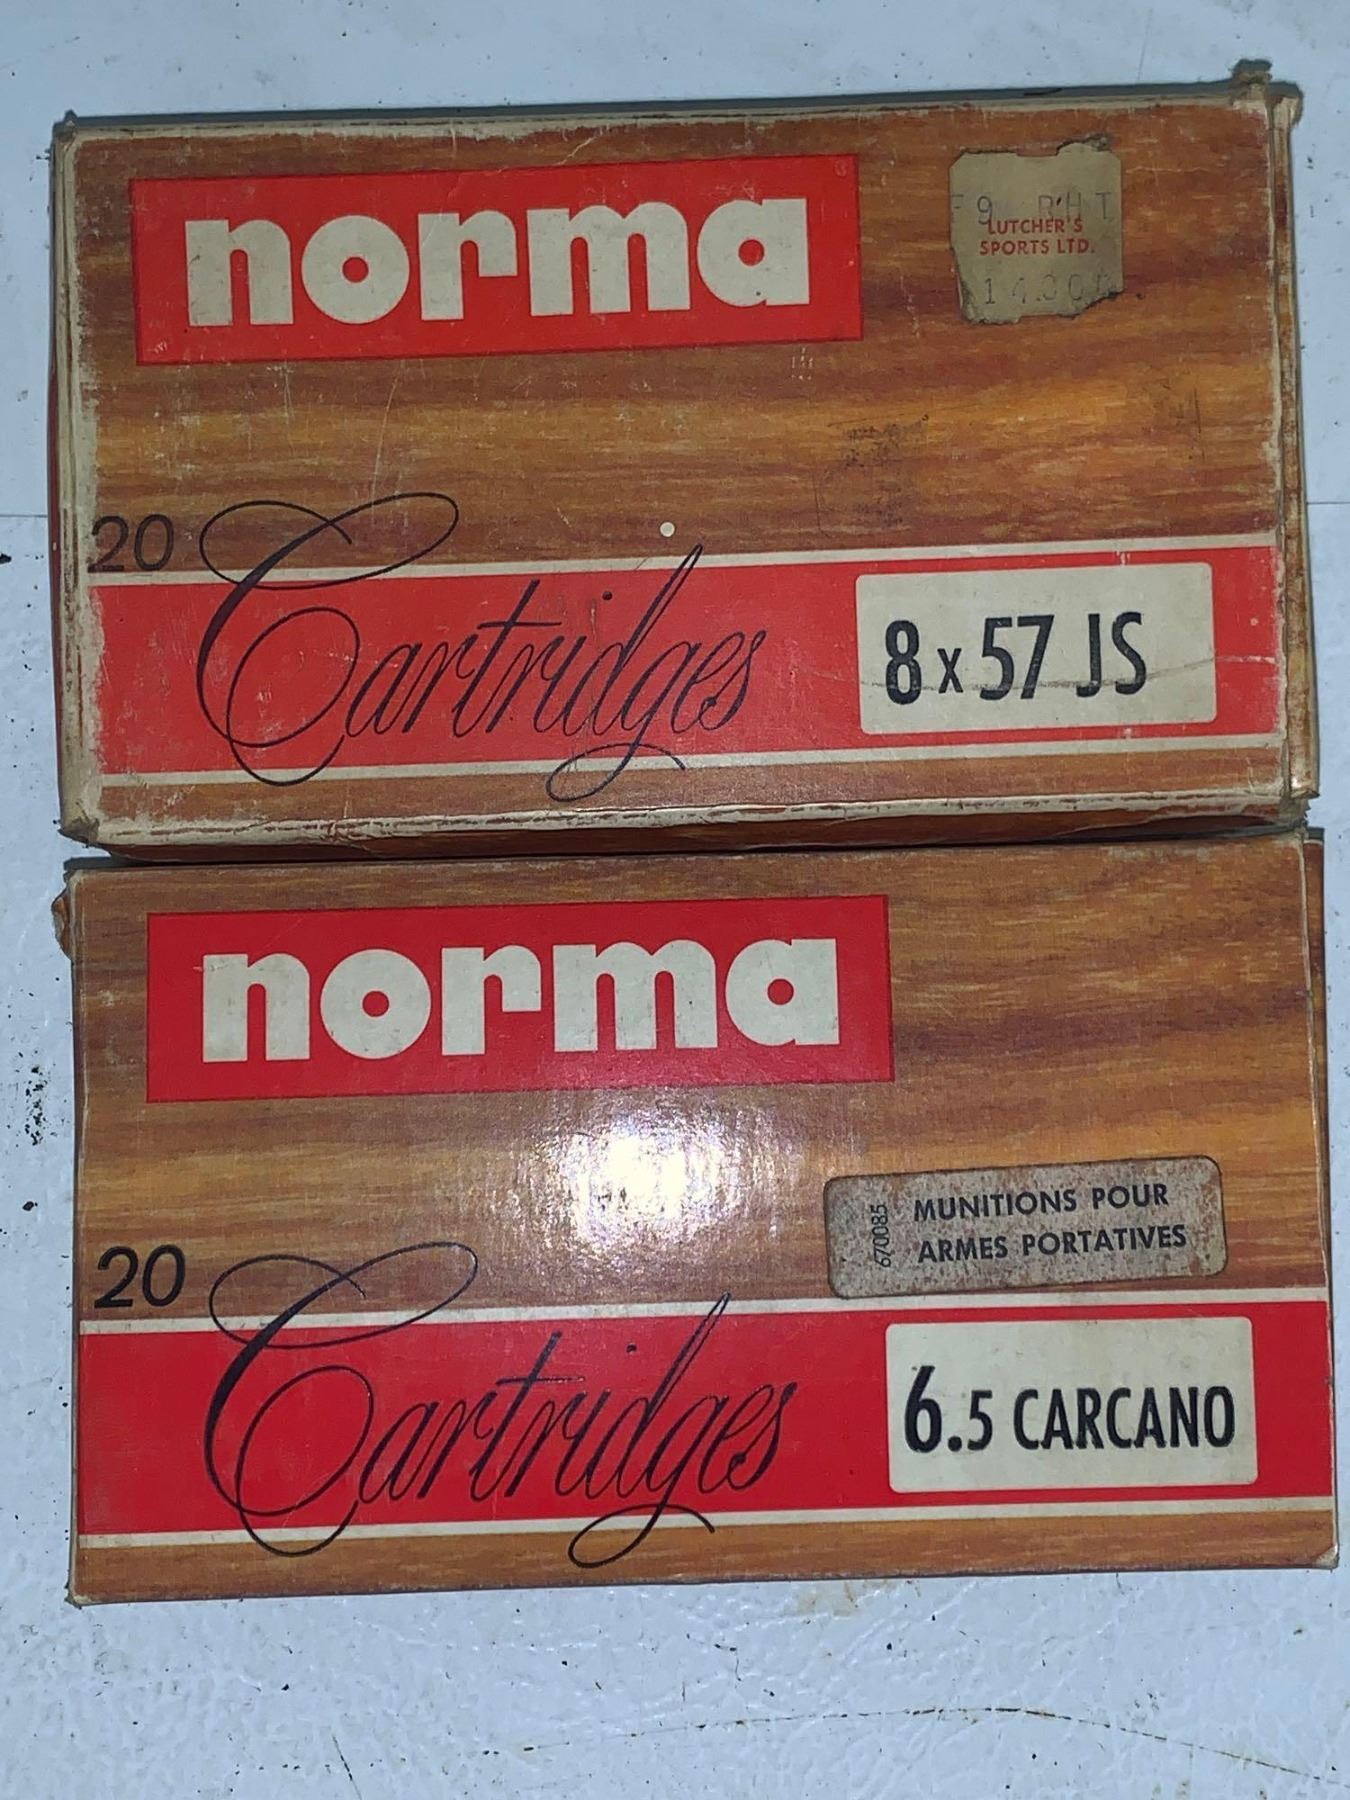 norma
LUTCHER'S
SPORTS LTD.
20 Cartridges
8 x 57 JS
norma
670085
MUNITIONS POUR
ARMES PORTATIVES
20 Cartridges
6.5 CARCANO